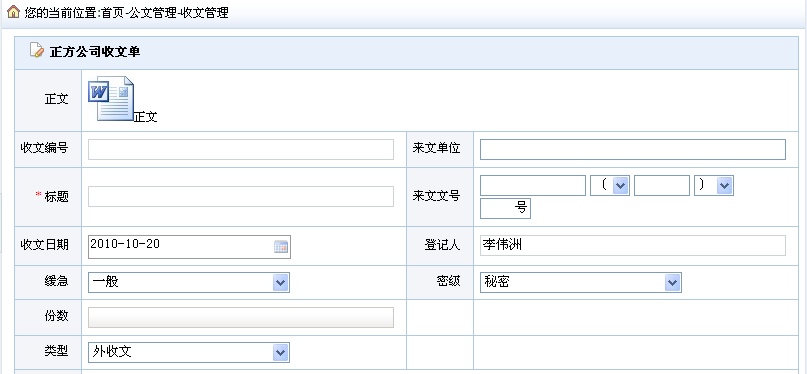 您的当前位置:首页-公文管理-收文管理
正方公司收文单
正文 正文
收文编号 来文单位
*标题 来文文号 （ ）
号
收文日期 2010-10-20 登记人 李伟洲
缓急 一般 密级 秘密
份数
类型 外收文